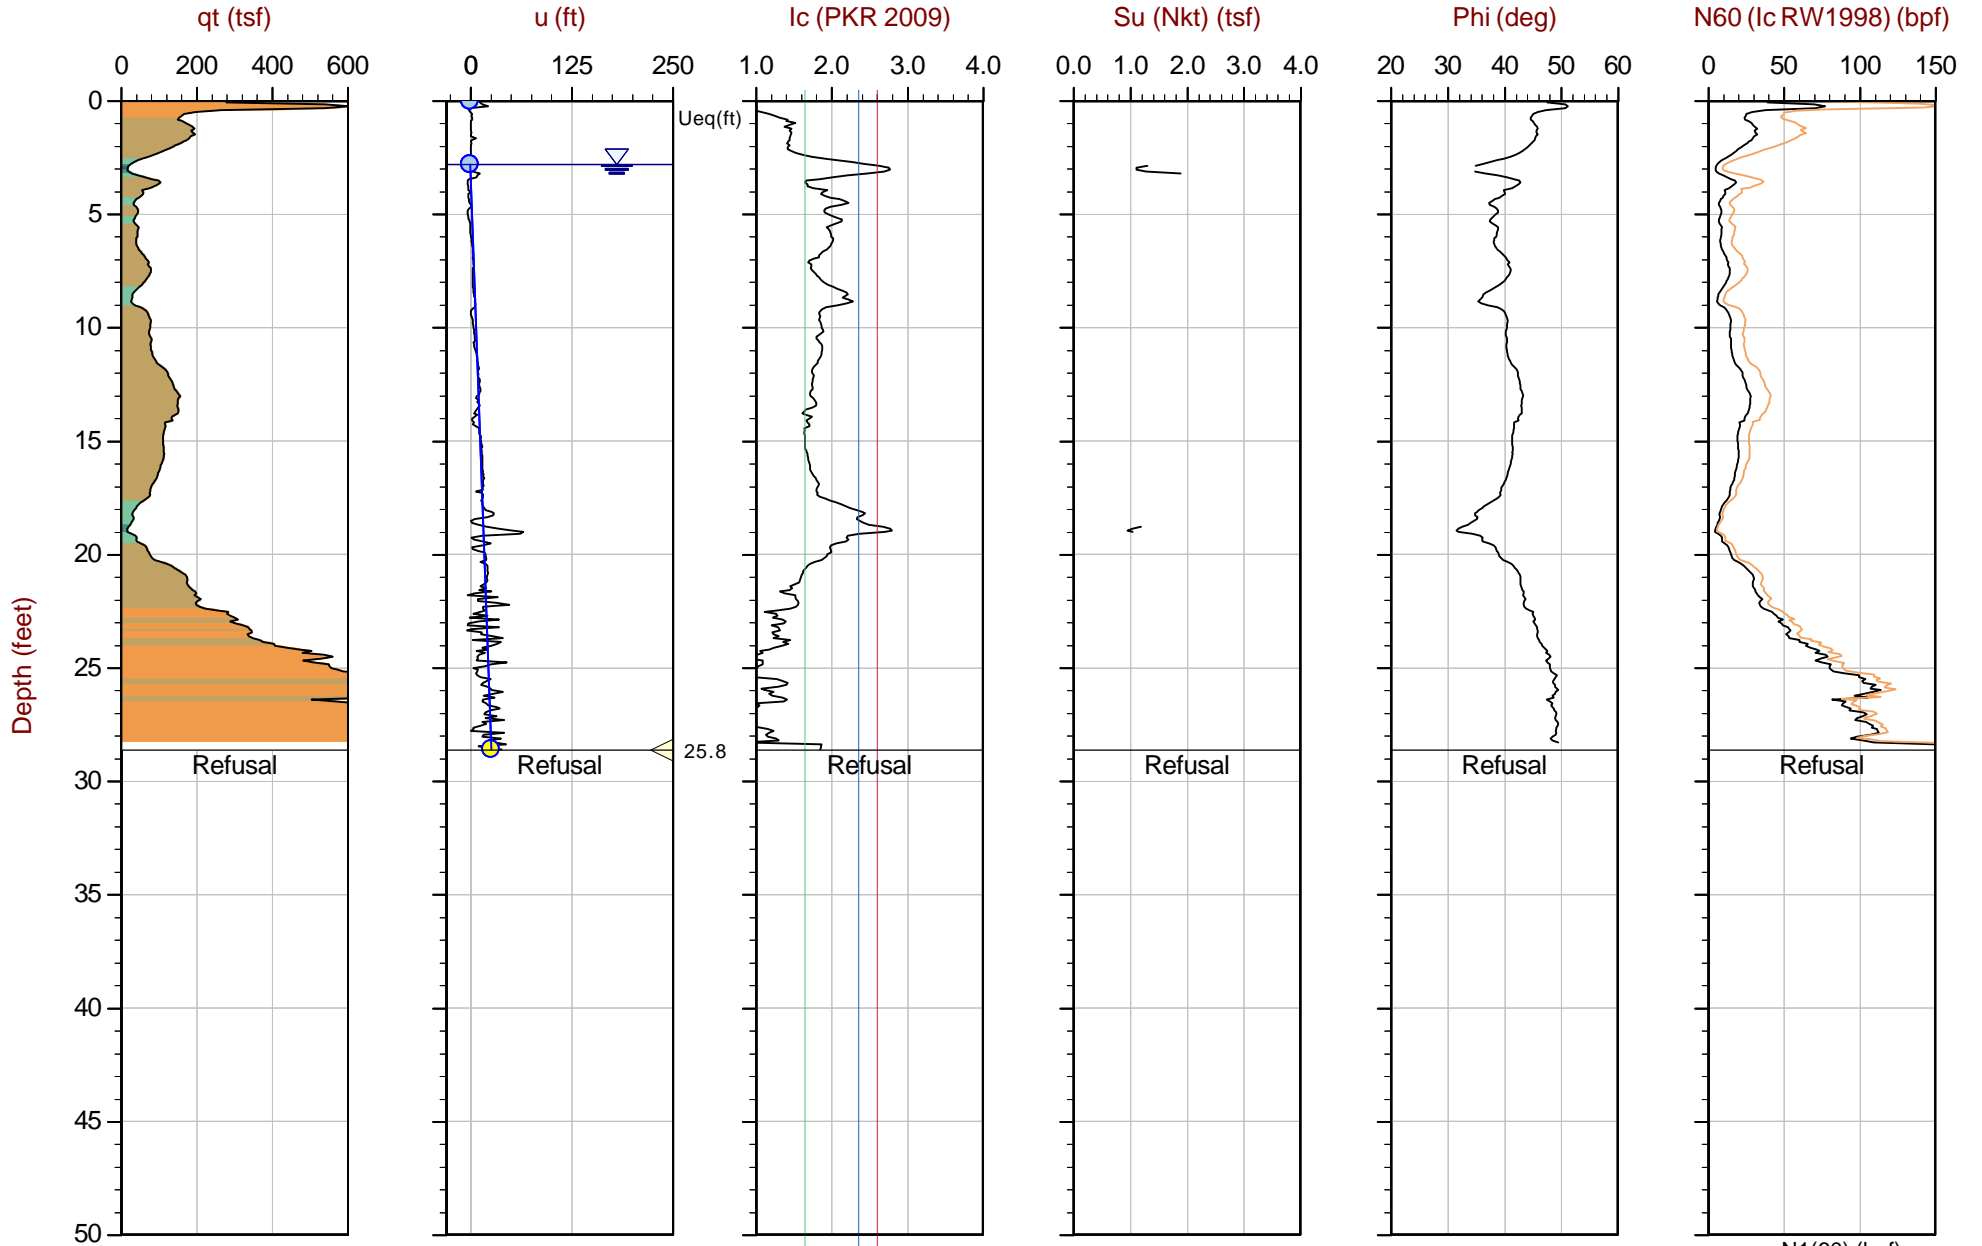 qt (tsf)
u (ft)
Ic (PKR 2009)
Su (Nkt) (tsf)
Phi (deg)
N60 (Ic RW1998) (bpf)
0 200 400 600
0 125 250
1.0 2.0 3.0 4.0
0.0 1.0 2.0 3.0 4.0
20 30 40 50 60
0 50 100 150
Ueq(ft)
0
5
10
15
20
25
30
35
40
45
50
Depth (feet)
25.8
Refusal
Refusal
Refusal
Refusal
Refusal
Refusal